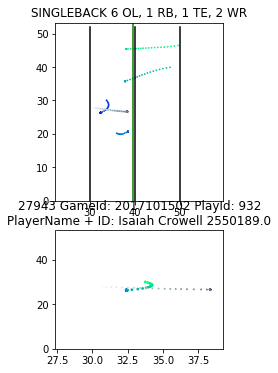 SINGLEBACK 6 OL, 1 RB, 1 TE, 2 WR
50
40
30
20
10
0
30 40 50
27943 GameId: 2017101502 PlayId: 932
PlayerName + ID: Isaiah Crowell 2550189.0
40
20
0
27.5 30.0 32.5 35.0 37.5